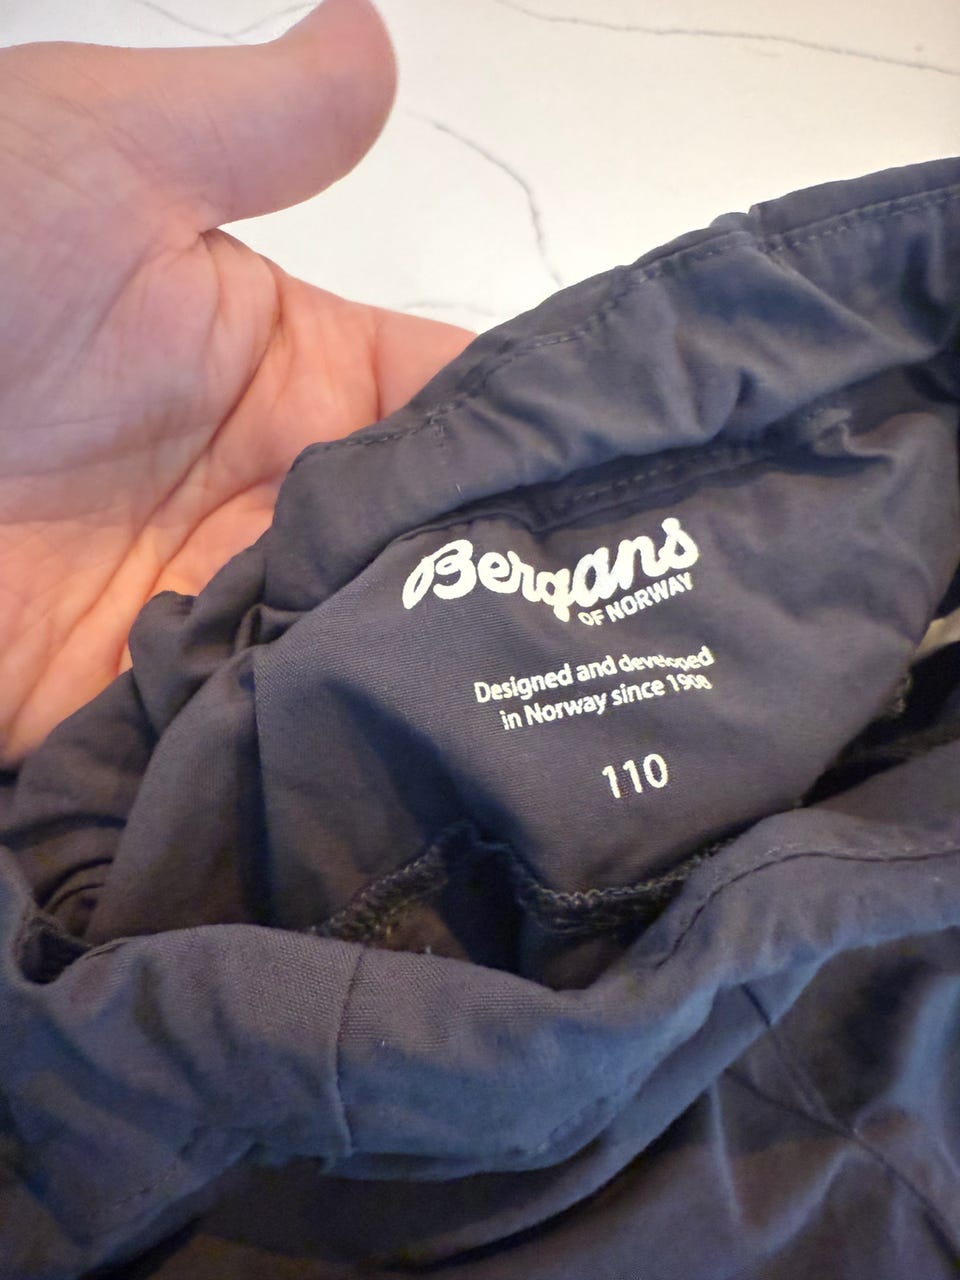 Bergans
OF NORWAY
Designed and developed
in Norway since 1908
110